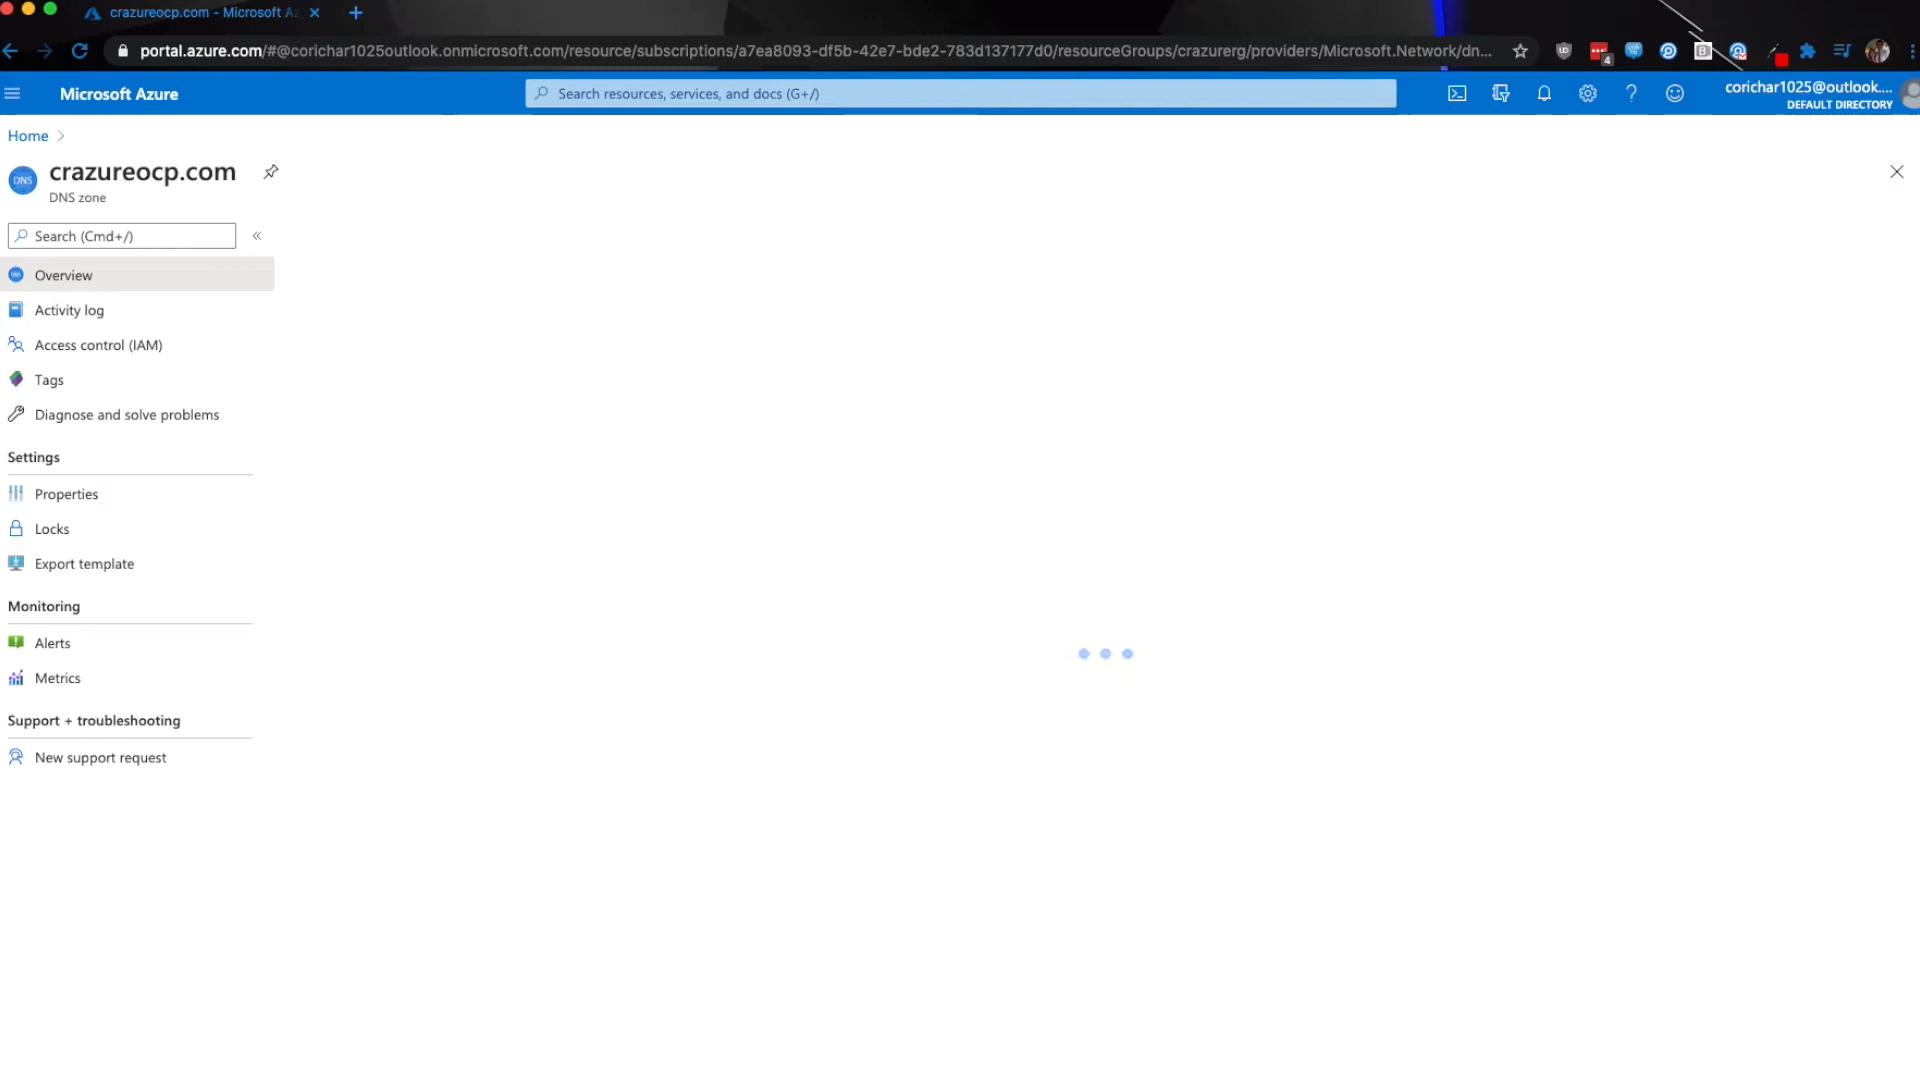 crazureocp.com - Microsoft Az
portal.azure.com/#@corichar1025outlook.onmicrosoft.com/resource/subscriptions/a7ea8093-df5b-42e7-bde2-783d137177d0/resourceGroups/crazurerg/providers/Microsoft.Network/dn...
4
Microsoft Azure
Search resources, services, and docs (G+/)
corichar1025@outlook....
DEFAULT DIRECTORY
Home
DNS
crazureocp.com
DNS zone
Search (Cmd+/)
Overview
Activity log
Access control (IAM)
Tags
Diagnose and solve problems
Settings
Properties
Locks
Export template
Monitoring
Alerts
Metrics
Support + troubleshooting
New support request